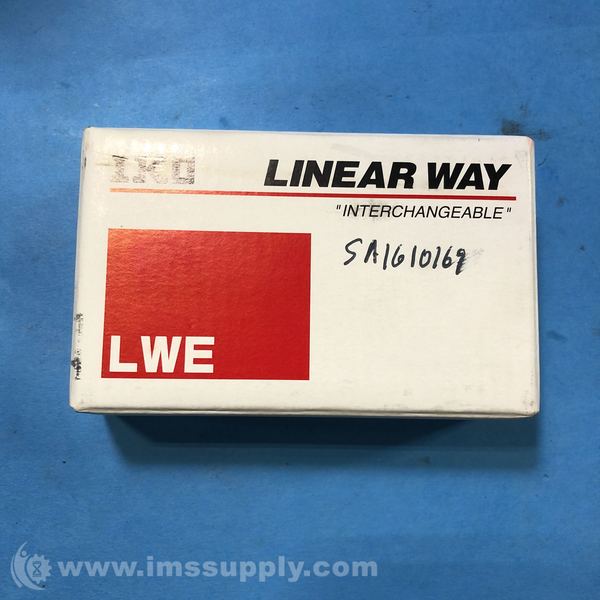 IKO
LINEAR WAY
"INTERCHANGEABLE"
SA1610169
LWE
www.imssupply.com